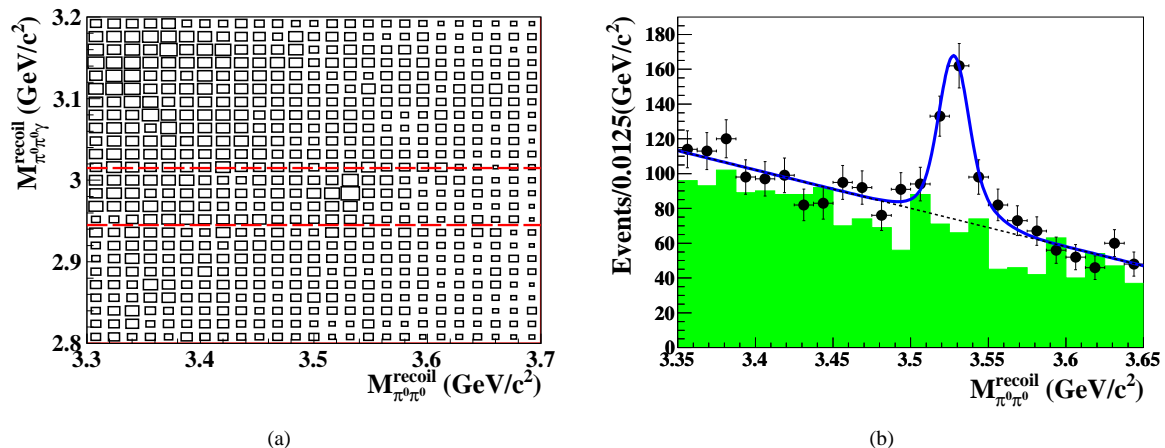 M^recoil_π⁰π⁰γ (GeV/c²)
3.2
3.1
3
2.9
2.8
3.3 3.4 3.5 3.6 3.7
M^recoil_π⁰π⁰ (GeV/c²)
(a)
Events/0.0125(GeV/c²)
180
160
140
120
100
80
60
40
20
0
3.35 3.4 3.45 3.5 3.55 3.6 3.65
M^recoil_π⁰π⁰ (GeV/c²)
(b)